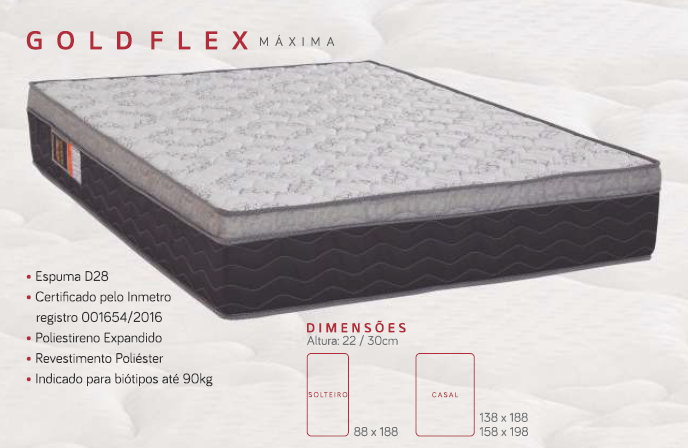 GOLDFLEX MÁXIMA
• Espuma D28
• Certificado pelo Inmetro
registro 001654/2016
• Poliestireno Expandido
• Revestimento Poliéster
• Indicado para biótipos até 90kg
DIMENSÕES
Altura: 22 / 30cm
SOLTEIRO
88 x 188
CASAL
138 x 188
158 x 198